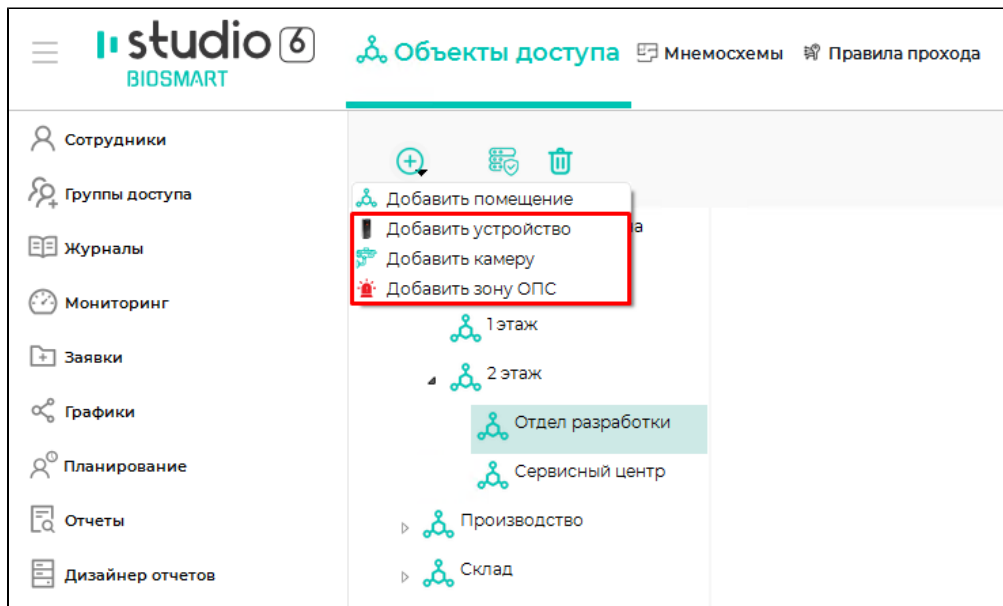 studio 6
BIOSMART
Объекты доступа
Мнемосхемы
Правила прохода
Сотрудники
Группы доступа
Журналы
Мониторинг
Заявки
Графики
Планирование
Отчеты
Дизайнер отчетов
Добавить помещение
Добавить устройство
Добавить камеру
Добавить зону ОПС
1 этаж
2 этаж
Отдел разработки
Сервисный центр
Производство
Склад